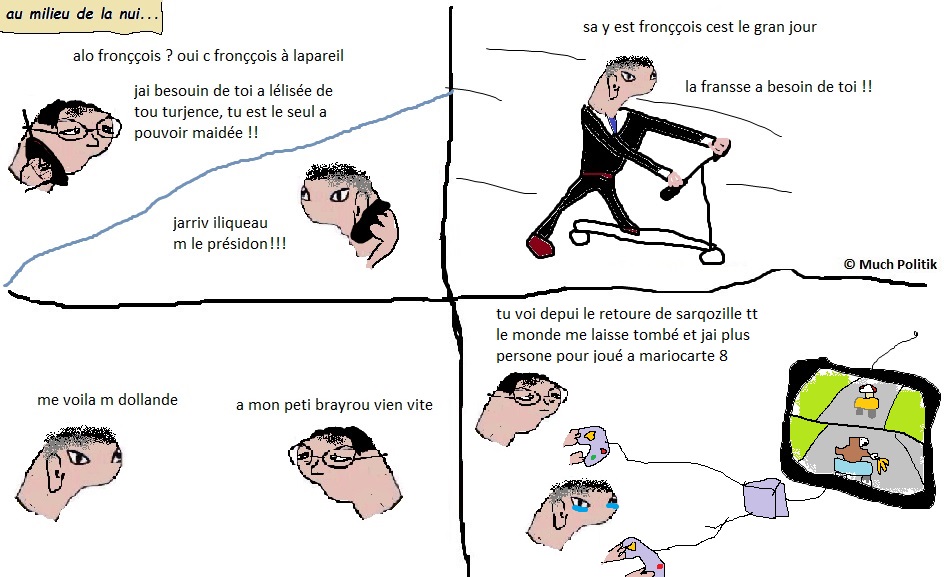 au milieu de la nui...
alo fronççois ? oui c fronççois à lapareil
jai besouin de toi a lélisée de
tou turjence, tu est le seul a
pouvoir maidée !!
jarriv iliqueau
m le présidon!!!
sa y est fronççois cest le gran jour
la fransse a besoin de toi !!
© Much Politik
me voila m dollande
a mon peti brayrou vien vite
tu voi depui le retoure de sarqozille tt
le monde me laisse tombé et jai plus
persone pour joué a mariocarte 8